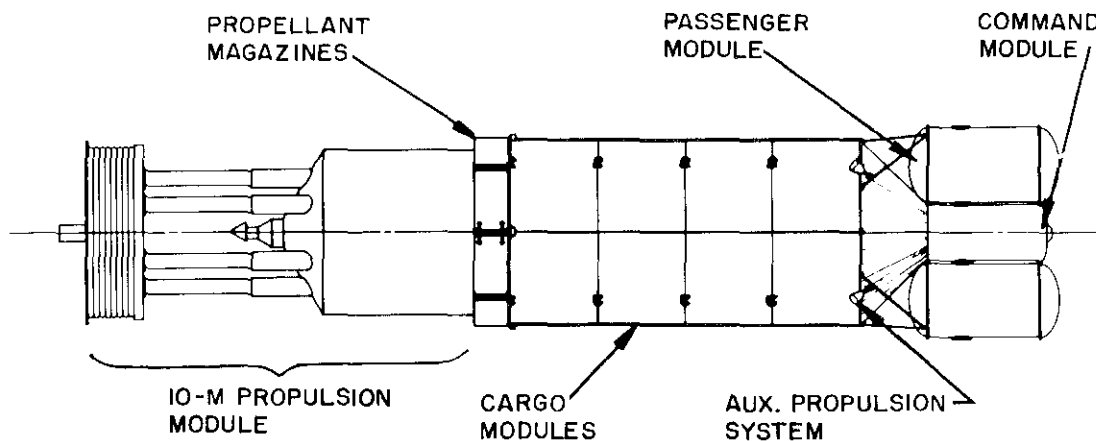 PROPELLANT
MAGAZINES
PASSENGER
MODULE
COMMAND
MODULE
10-M PROPULSION
MODULE
CARGO
MODULES
AUX. PROPULSION
SYSTEM